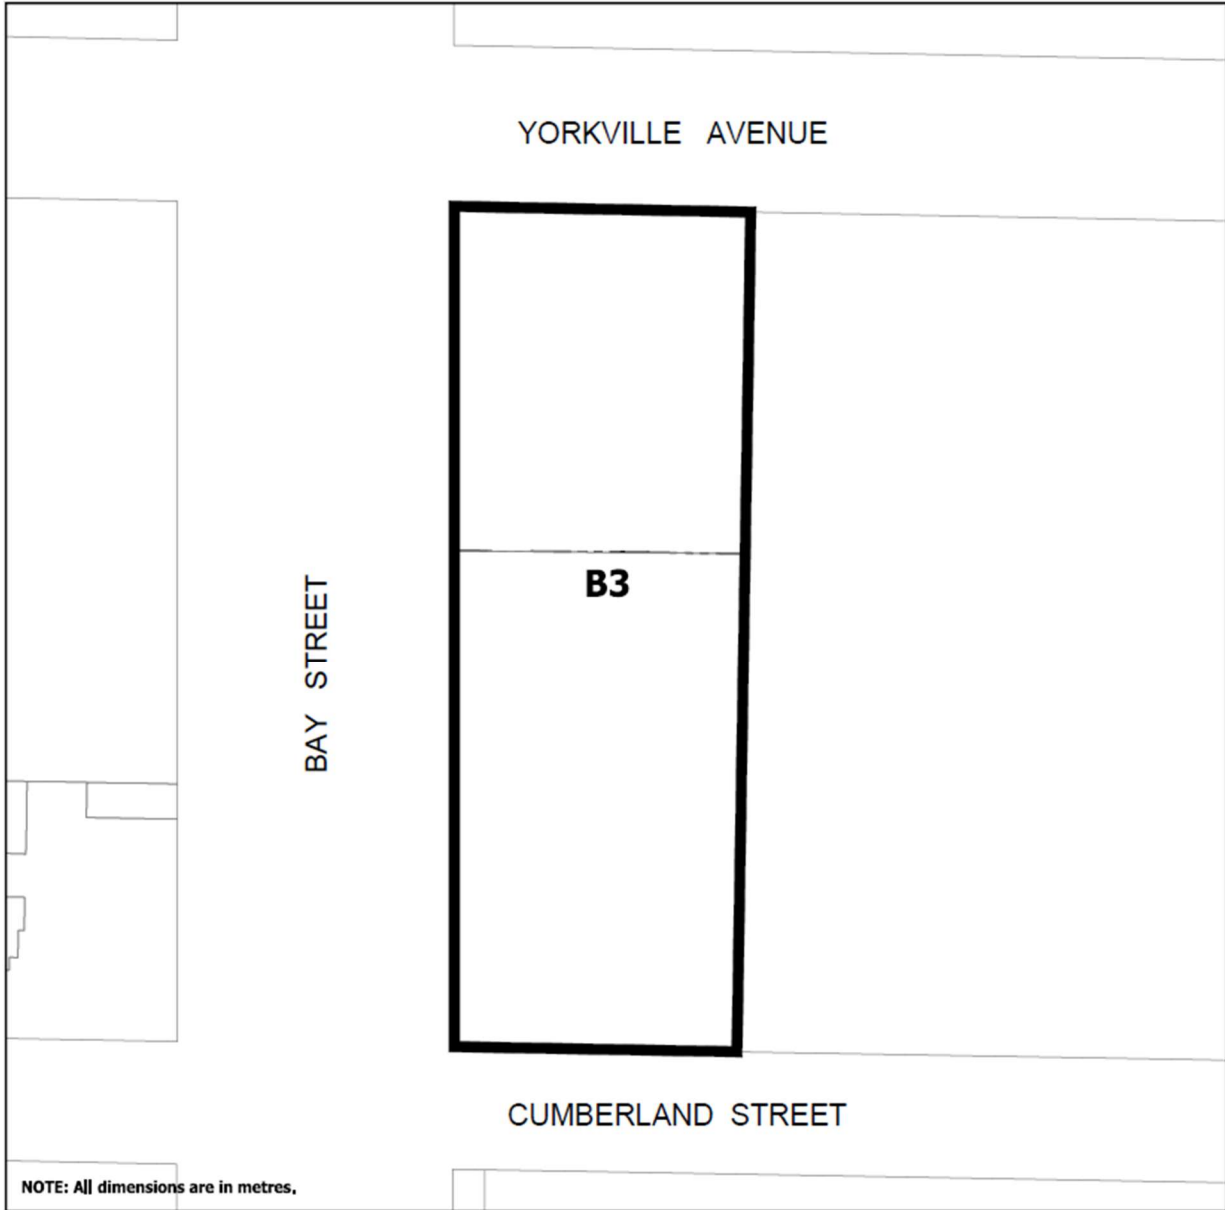 YORKVILLE AVENUE
B3
BAY STREET
CUMBERLAND STREET
NOTE: All dimensions are in metres.